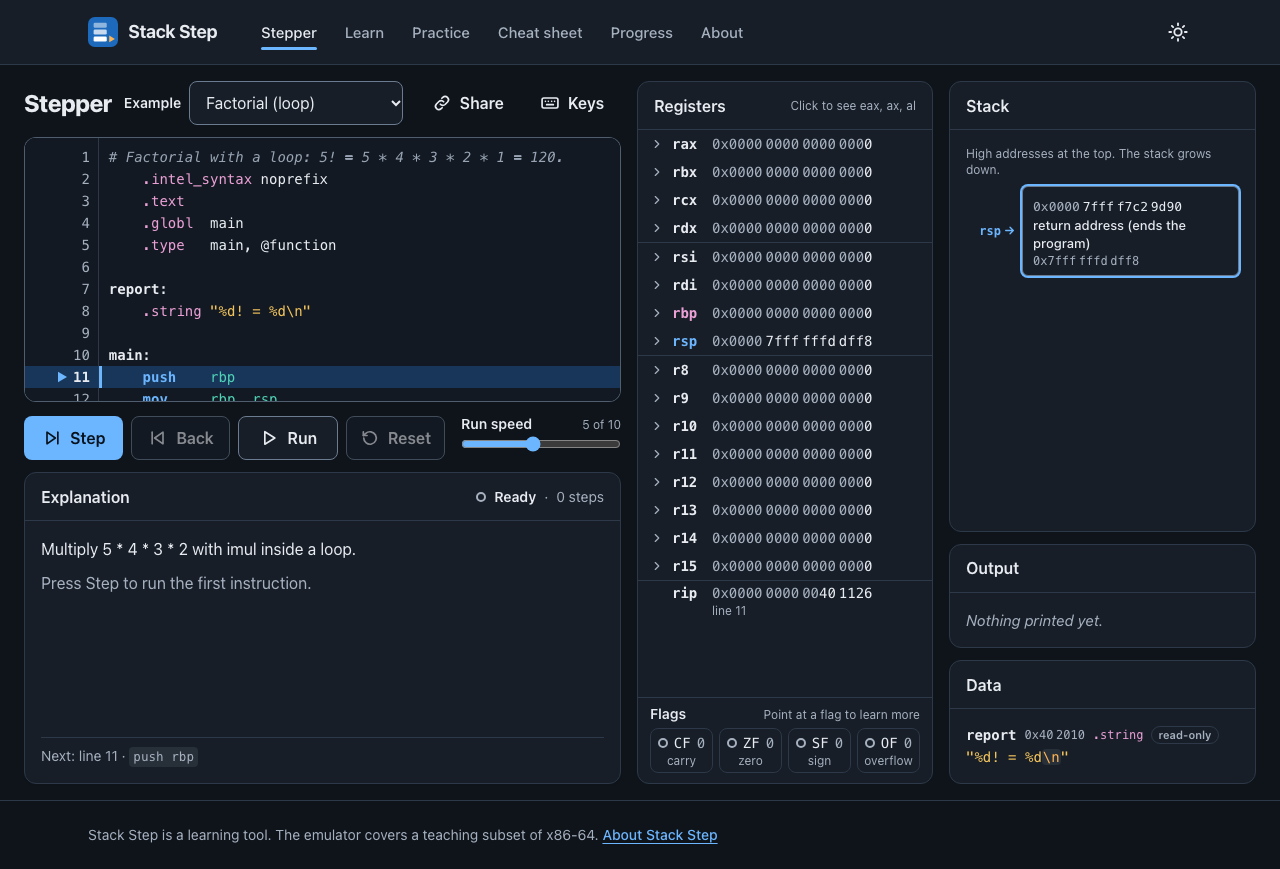 Stack Step
Stepper
Learn
Practice
Cheat sheet
Progress
About
Stepper
Example
Factorial (loop)
Share
Keys
1 # Factorial with a loop: 5! = 5 * 4 * 3 * 2 * 1 = 120.
2 .intel_syntax noprefix
3 .text
4 .globl main
5 .type main, @function
6
7 report:
8 .string "%d! = %d\n"
9
10 main:
11 push rbp
12 mov rbp, rsp
Step
Back
Run
Reset
Run speed 5 of 10
Explanation
Ready · 0 steps
Multiply 5 * 4 * 3 * 2 with imul inside a loop.
Press Step to run the first instruction.
Next: line 11 · push rbp
Registers
Click to see eax, ax, al
rax 0x0000 0000 0000 0000
rbx 0x0000 0000 0000 0000
rcx 0x0000 0000 0000 0000
rdx 0x0000 0000 0000 0000
rsi 0x0000 0000 0000 0000
rdi 0x0000 0000 0000 0000
rbp 0x0000 0000 0000 0000
rsp 0x0000 7fff fffd dff8
r8 0x0000 0000 0000 0000
r9 0x0000 0000 0000 0000
r10 0x0000 0000 0000 0000
r11 0x0000 0000 0000 0000
r12 0x0000 0000 0000 0000
r13 0x0000 0000 0000 0000
r14 0x0000 0000 0000 0000
r15 0x0000 0000 0000 0000
rip 0x0000 0000 0040 1126
line 11
Flags
Point at a flag to learn more
CF 0
carry
ZF 0
zero
SF 0
sign
OF 0
overflow
Stack
High addresses at the top. The stack grows
down.
rsp →
0x0000 7fff f7c2 9d90
return address (ends the
program)
0x7fff fffd dff8
Output
Nothing printed yet.
Data
report 0x40 2010 .string read-only
"%d! = %d\n"
Stack Step is a learning tool. The emulator covers a teaching subset of x86-64. About Stack Step